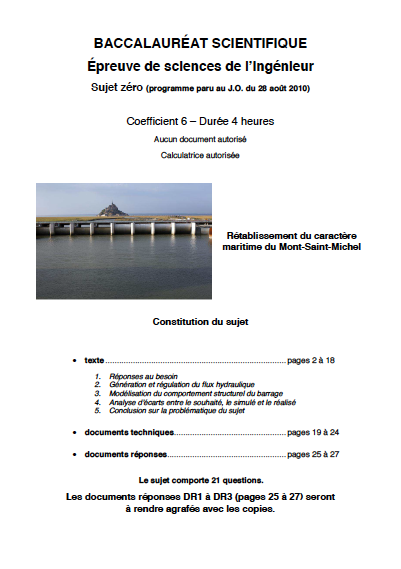 BACCALAURÉAT SCIENTIFIQUE
Épreuve de sciences de l'Ingénieur
Sujet zéro (programme paru au J.O. du 28 août 2010)
Coefficient 6 – Durée 4 heures
Aucun document autorisé
Calculatrice autorisée
Rétablissement du caractère
maritime du Mont-Saint-Michel
Constitution du sujet
• texte ........................................................................ pages 2 à 18
1. Réponses au besoin
2. Génération et régulation du flux hydraulique
3. Modélisation du comportement structurel du barrage
4. Analyse d'écarts entre le souhaité, le simulé et le réalisé
5. Conclusion sur la problématique du sujet
• documents techniques ............................................ pages 19 à 24
• documents réponses ............................................... pages 25 à 27
Le sujet comporte 21 questions.
Les documents réponses DR1 à DR3 (pages 25 à 27) seront
à rendre agrafés avec les copies.